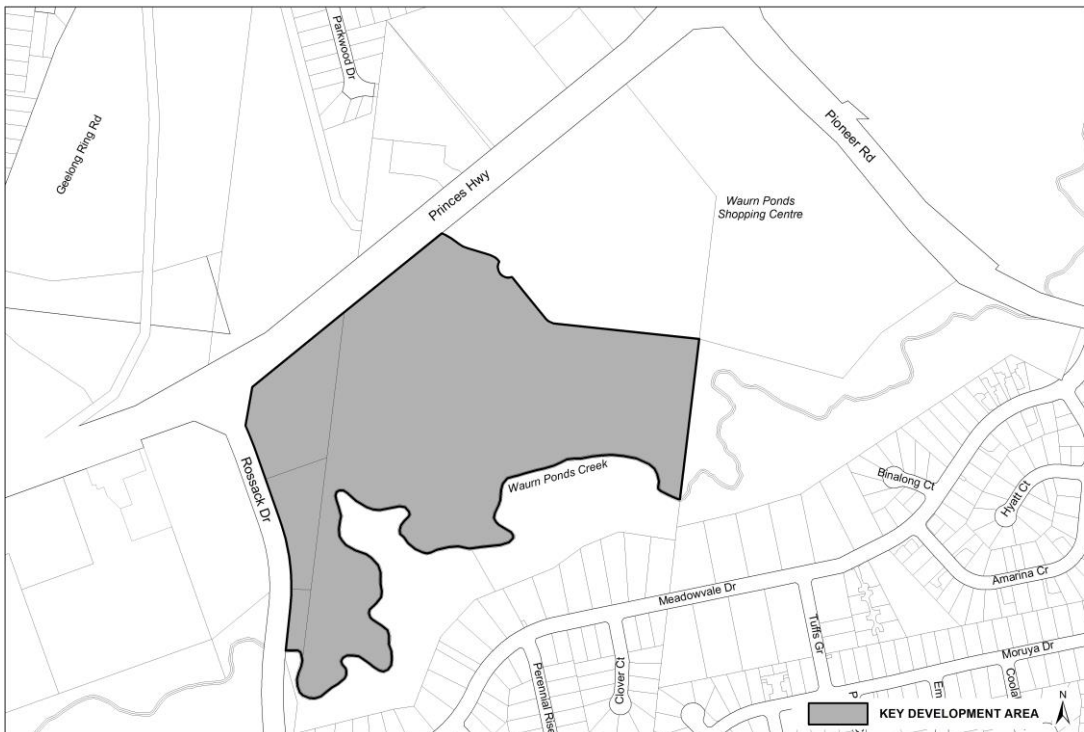 Parkwood Dr
Geelong Ring Rd
Princes Hwy
Pioneer Rd
Waurn Ponds
Shopping Centre
Rossack Dr
Waurn Ponds Creek
Binalong Ct
Hyatt Ct
Amarina Cr
Meadowvale Dr
Tuffs Gr
Moruya Dr
Clover Ct
Perennial Rise
Em
Coola
P
N
KEY DEVELOPMENT AREA